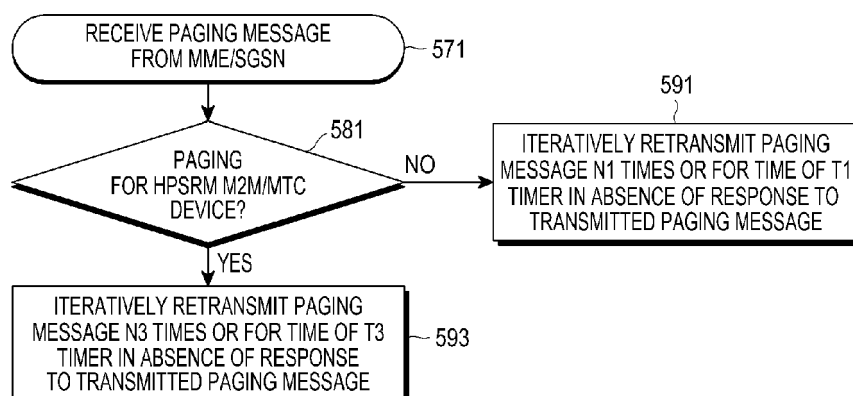 RECEIVE PAGING MESSAGE
FROM MME/SGSN
571
581
PAGING
FOR HPSRM M2M/MTC
DEVICE?
NO
591
ITERATIVELY RETRANSMIT PAGING
MESSAGE N1 TIMES OR FOR TIME OF T1
TIMER IN ABSENCE OF RESPONSE TO
TRANSMITTED PAGING MESSAGE
YES
ITERATIVELY RETRANSMIT PAGING
MESSAGE N3 TIMES OR FOR TIME OF T3
TIMER IN ABSENCE OF RESPONSE
TO TRANSMITTED PAGING MESSAGE
593